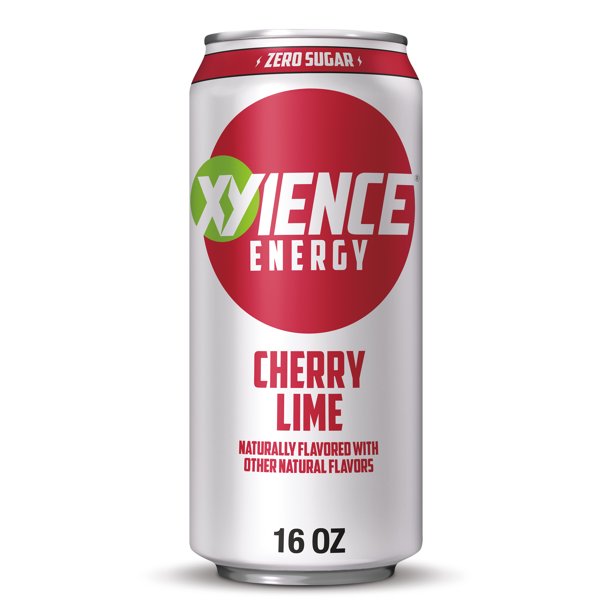 ZERO SUGAR
XYIENCE
ENERGY
CHERRY
LIME
NATURALLY FLAVORED WITH
OTHER NATURAL FLAVORS
16 OZ